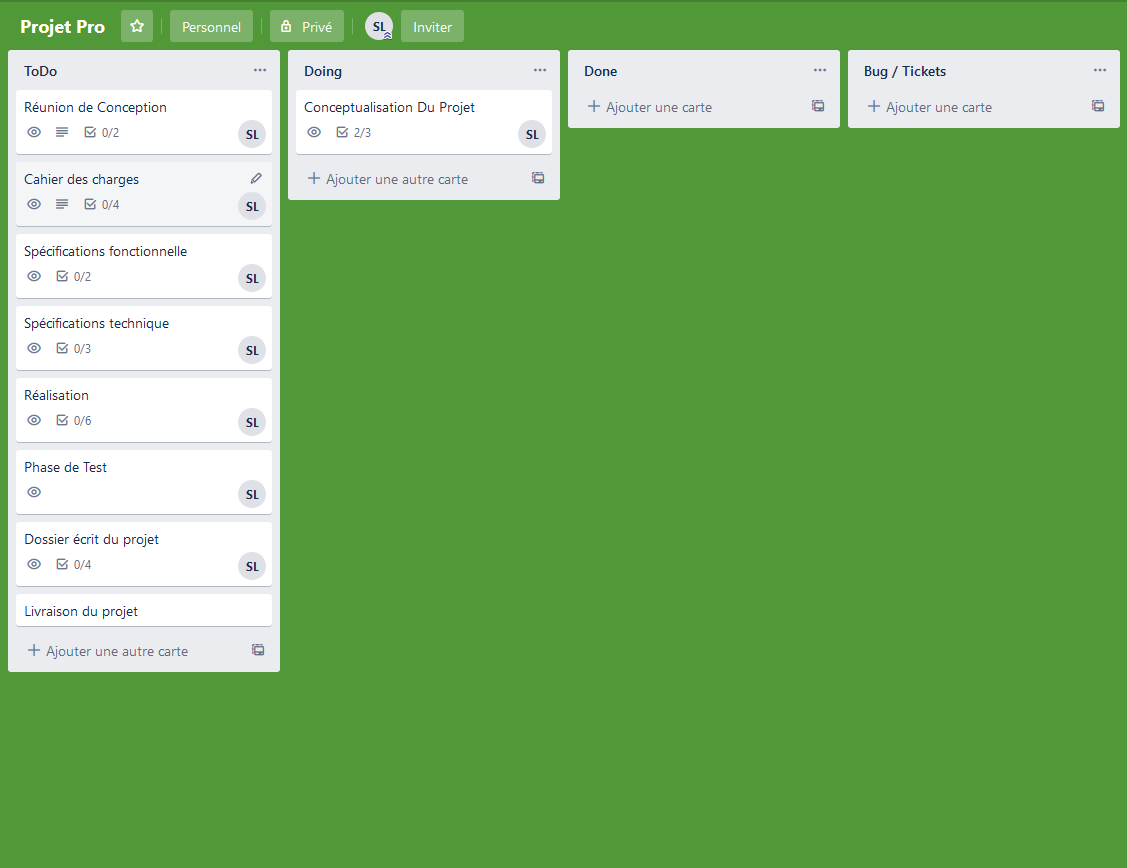 Projet Pro
Personnel
Privé
SL
Inviter
ToDo
Réunion de Conception
0/2
SL
Cahier des charges
0/4
SL
Spécifications fonctionnelle
0/2
SL
Spécifications technique
0/3
SL
Réalisation
0/6
SL
Phase de Test
SL
Dossier écrit du projet
0/4
SL
Livraison du projet
Ajouter une autre carte
Doing
Conceptualisation Du Projet
2/3
SL
Ajouter une autre carte
Done
Ajouter une carte
Bug / Tickets
Ajouter une carte